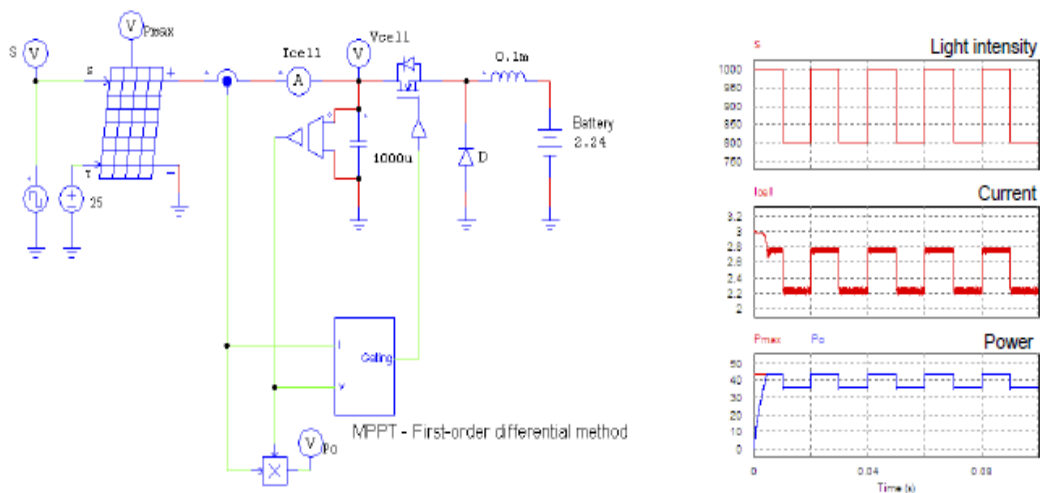 S
V
V
Pmax
S
+
T
-
25
Icell
A
Vcell
V
1000u
D
0.1m
Battery
2.24
I
V
Gating
MPPT - First-order differential method
V
Po
X
S
Light intensity
1000
950
900
850
800
750
Icell
Current
3.2
3
2.8
2.6
2.4
2.2
2
Pmax
Po
Power
50
40
30
20
10
0
0
0.04
0.08
Time (s)